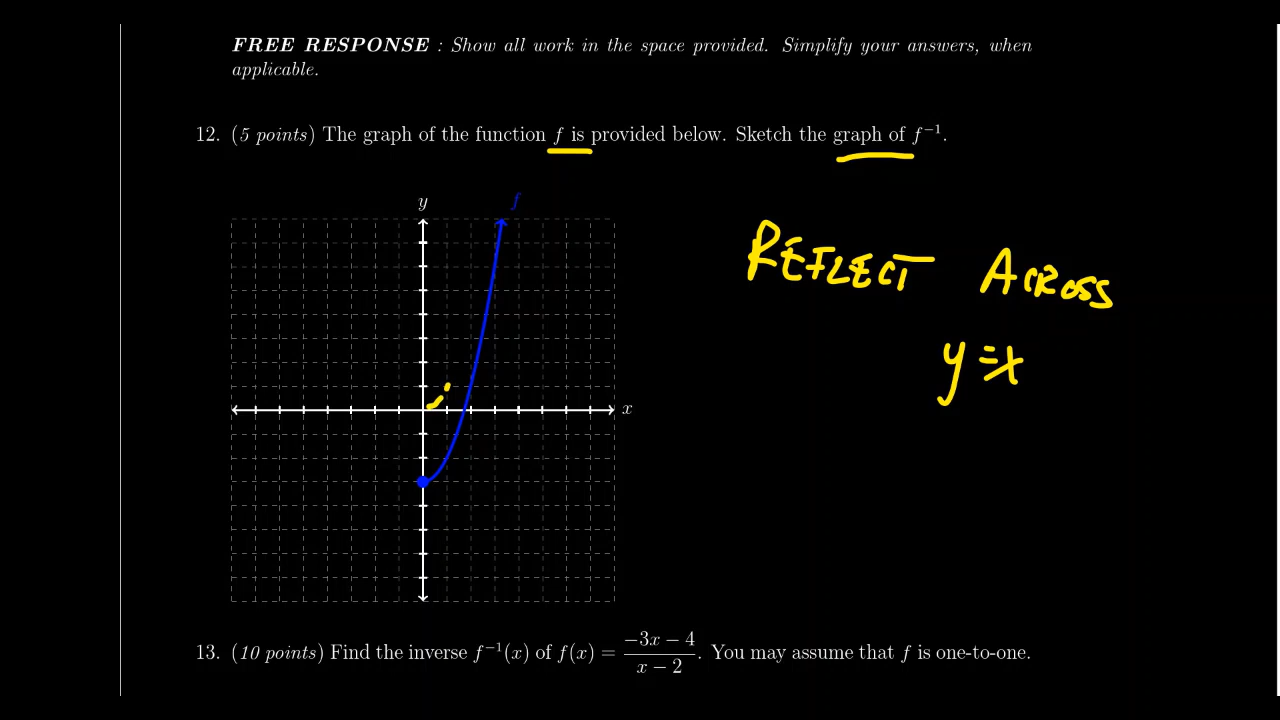 FREE RESPONSE : Show all work in the space provided. Simplify your answers, when
applicable.
12. (5 points) The graph of the function f is provided below. Sketch the graph of f⁻¹.
y
f
REFLECT ACROSS
y=x
x
13. (10 points) Find the inverse f⁻¹(x) of f(x) = (−3x − 4)/(x − 2). You may assume that f is one-to-one.